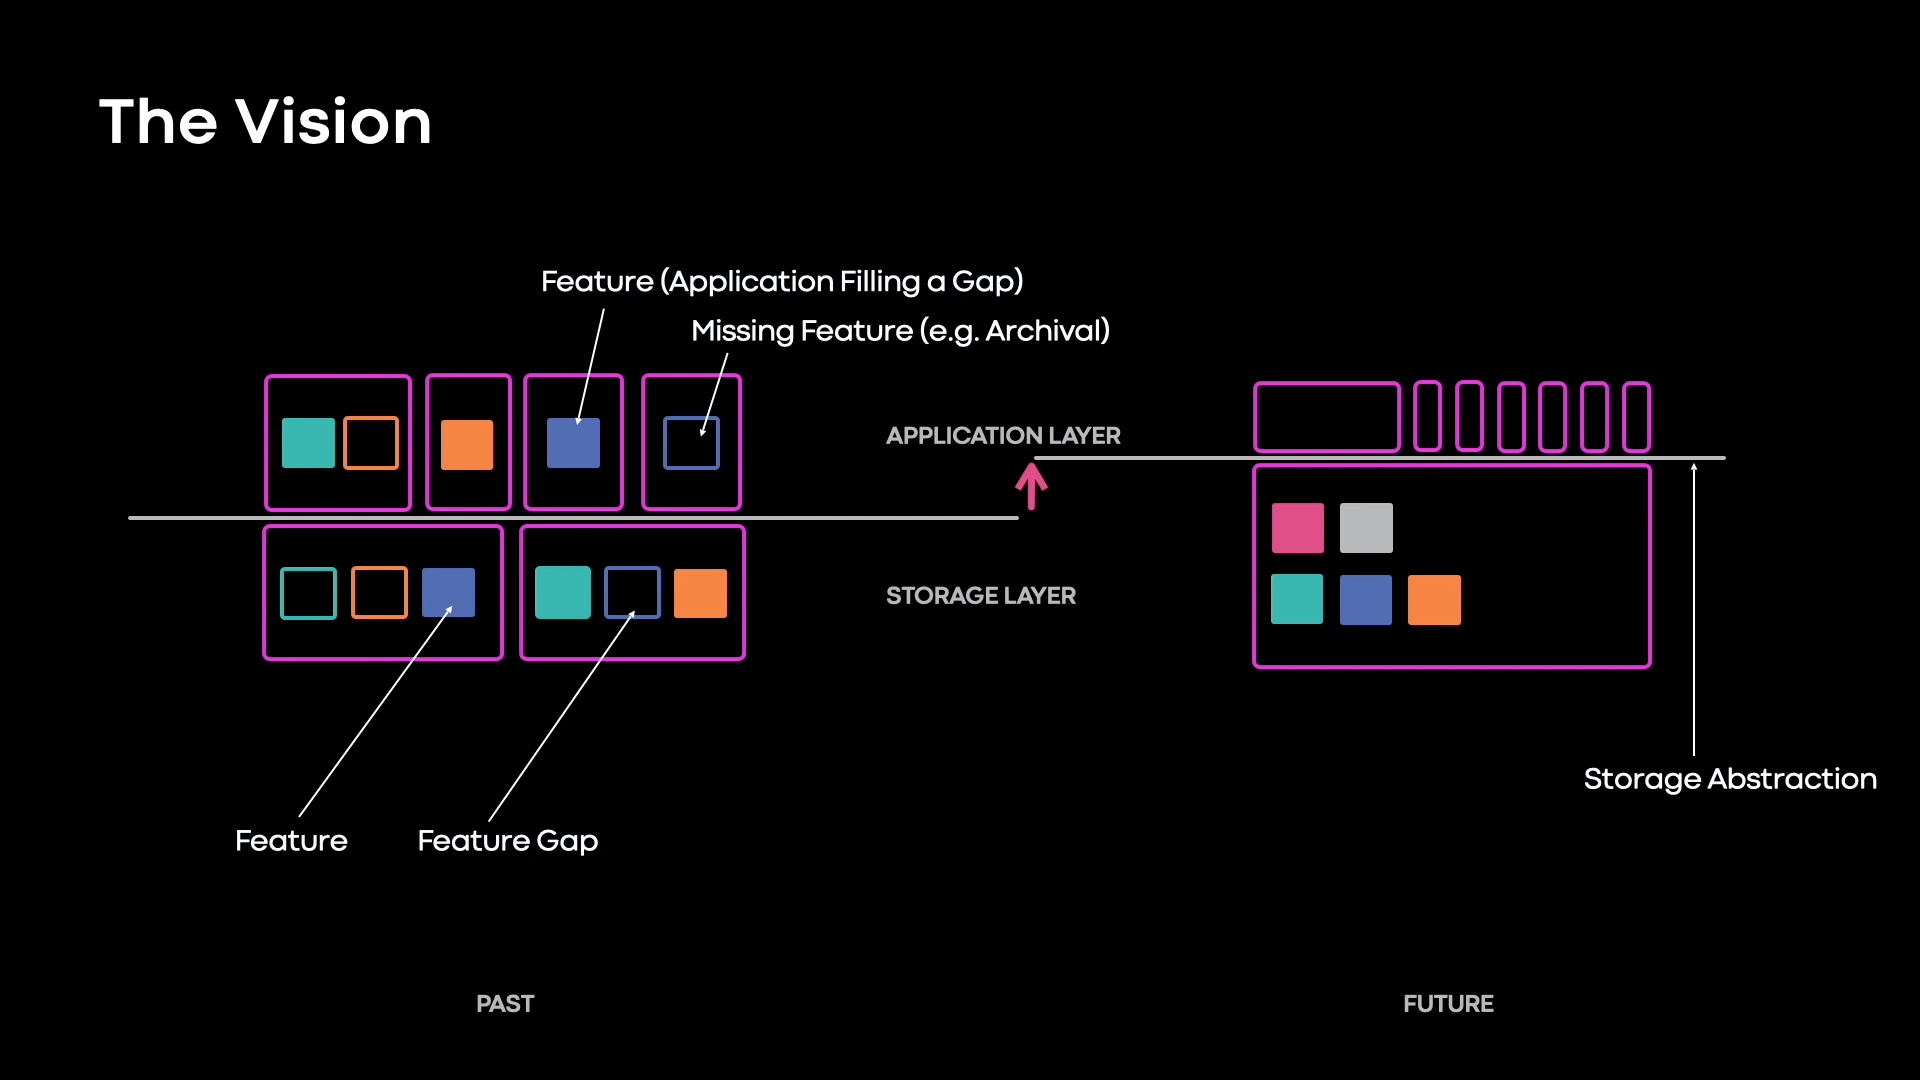 The Vision
Feature (Application Filling a Gap)
Missing Feature (e.g. Archival)
APPLICATION LAYER
STORAGE LAYER
Storage Abstraction
Feature
Feature Gap
PAST
FUTURE